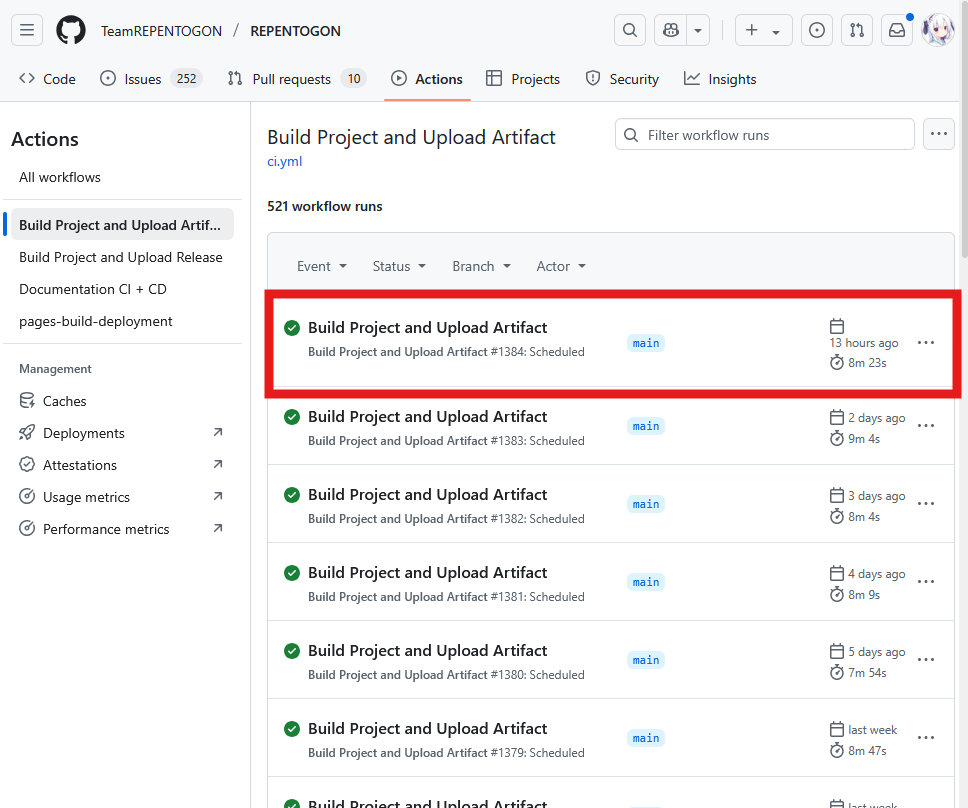 TeamREPENTOGON / REPENTOGON
Code
Issues 252
Pull requests 10
Actions
Projects
Security
Insights
Actions
All workflows
Build Project and Upload Artif...
Build Project and Upload Release
Documentation CI + CD
pages-build-deployment
Management
Caches
Deployments
Attestations
Usage metrics
Performance metrics
Build Project and Upload Artifact
ci.yml
Filter workflow runs
521 workflow runs
Event
Status
Branch
Actor
Build Project and Upload Artifact
Build Project and Upload Artifact #1384: Scheduled
main
13 hours ago
8m 23s
Build Project and Upload Artifact
Build Project and Upload Artifact #1383: Scheduled
main
2 days ago
9m 4s
Build Project and Upload Artifact
Build Project and Upload Artifact #1382: Scheduled
main
3 days ago
8m 4s
Build Project and Upload Artifact
Build Project and Upload Artifact #1381: Scheduled
main
4 days ago
8m 9s
Build Project and Upload Artifact
Build Project and Upload Artifact #1380: Scheduled
main
5 days ago
7m 54s
Build Project and Upload Artifact
Build Project and Upload Artifact #1379: Scheduled
main
last week
8m 47s
Build Project and Upload Artifact
last week